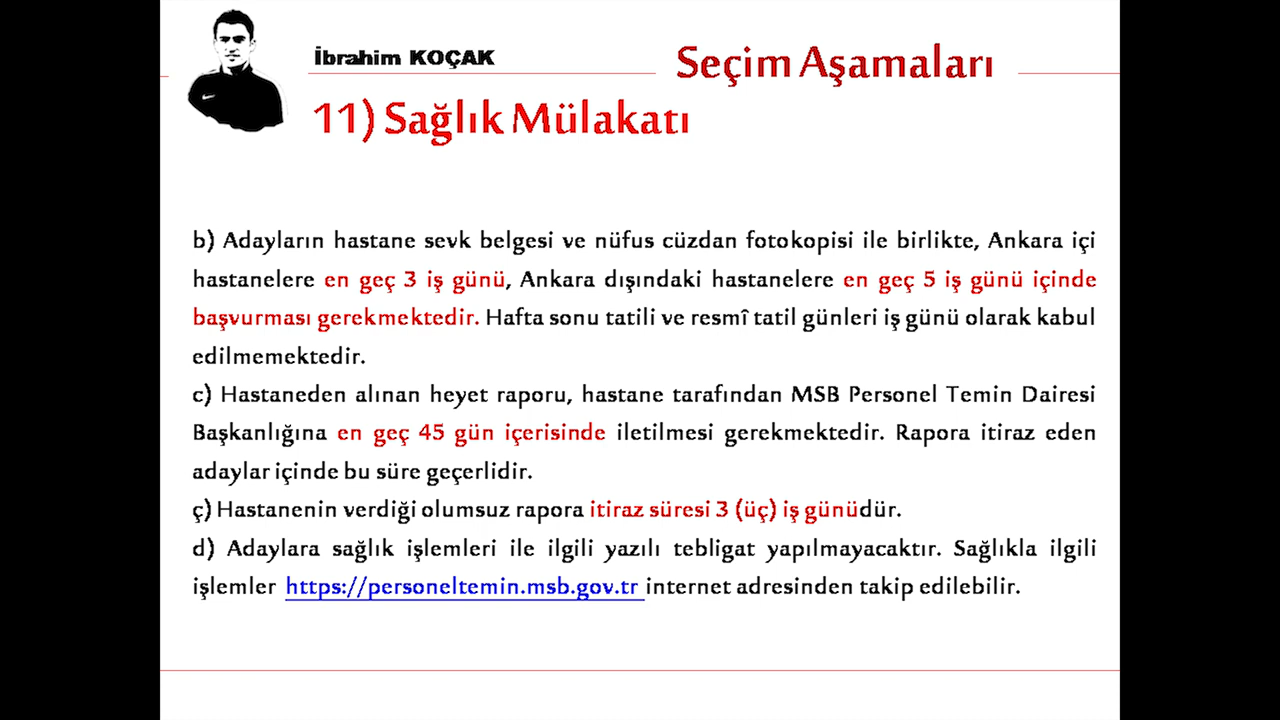 İbrahim KOÇAK
Seçim Aşamaları
11) Sağlık Mülakatı
b) Adayların hastane sevk belgesi ve nüfus cüzdan fotokopisi ile birlikte, Ankara içi
hastanelere en geç 3 iş günü, Ankara dışındaki hastanelere en geç 5 iş günü içinde
başvurması gerekmektedir. Hafta sonu tatili ve resmî tatil günleri iş günü olarak kabul
edilmemektedir.
c) Hastaneden alınan heyet raporu, hastane tarafından MSB Personel Temin Dairesi
Başkanlığına en geç 45 gün içerisinde iletilmesi gerekmektedir. Rapora itiraz eden
adaylar içinde bu süre geçerlidir.
ç) Hastanenin verdiği olumsuz rapora itiraz süresi 3 (üç) iş günüdür.
d) Adaylara sağlık işlemleri ile ilgili yazılı tebligat yapılmayacaktır. Sağlıkla ilgili
işlemler https://personeltemin.msb.gov.tr internet adresinden takip edilebilir.